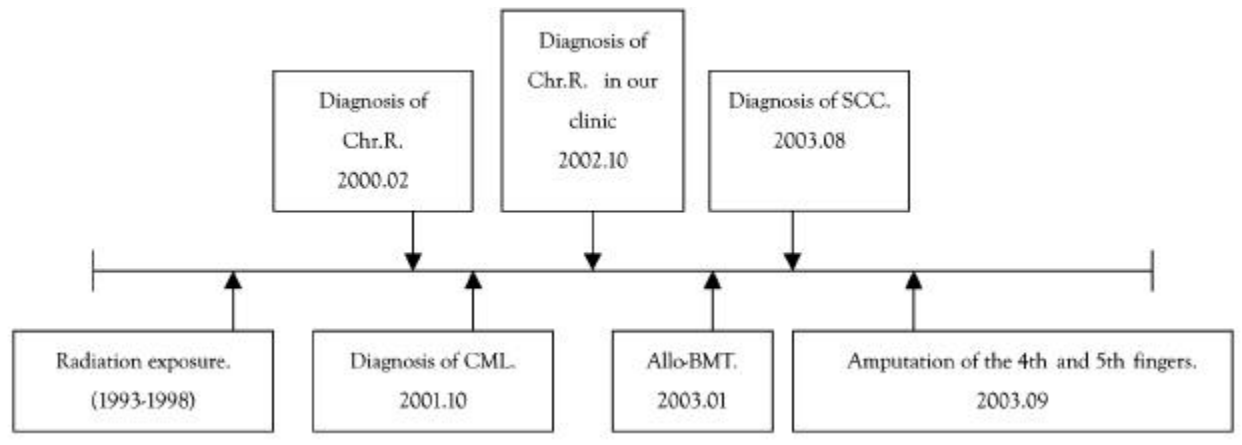 Diagnosis of
Chr.R.
2000.02
Diagnosis of
Chr.R. in our
clinic
2002.10
Diagnosis of SCC.
2003.08
Radiation exposure.
(1993-1998)
Diagnosis of CML.
2001.10
Allo-BMT.
2003.01
Amputation of the 4th and 5th fingers.
2003.09